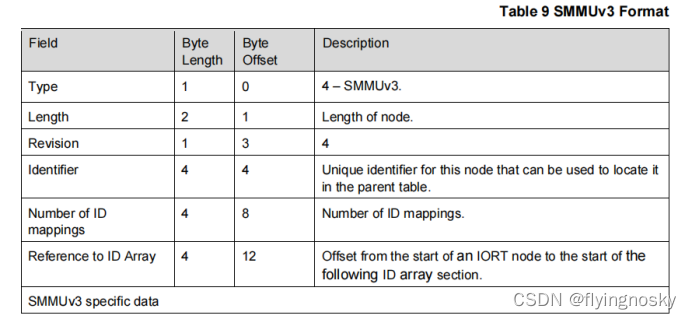 Table 9 SMMUv3 Format
Field Byte Length Byte Offset Description
Type 1 0 4 – SMMUv3.
Length 2 1 Length of node.
Revision 1 3 4
Identifier 4 4 Unique identifier for this node that can be used to locate it
in the parent table.
Number of ID mappings 4 8 Number of ID mappings.
Reference to ID Array 4 12 Offset from the start of an IORT node to the start of the
following ID array section.
SMMUv3 specific data
CSDN @flyingnosky